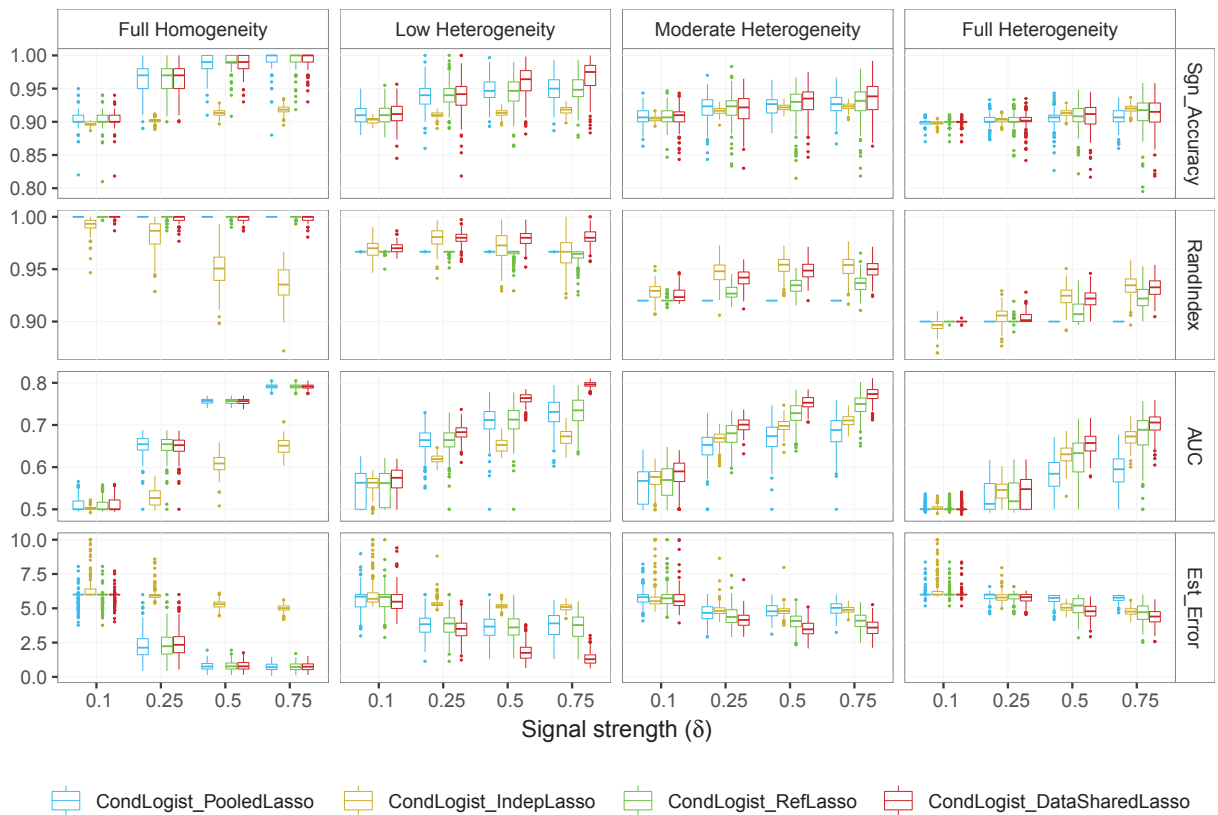 Full Homogeneity
Low Heterogeneity
Moderate Heterogeneity
Full Heterogeneity
1.00
0.95
0.90
0.85
0.80
Sgn_Accuracy
1.00
0.95
0.90
RandIndex
0.8
0.7
0.6
0.5
AUC
10.0
7.5
5.0
2.5
0.0
Est_Error
0.1 0.25 0.5 0.75
0.1 0.25 0.5 0.75
0.1 0.25 0.5 0.75
0.1 0.25 0.5 0.75
Signal strength (δ)
CondLogist_PooledLasso
CondLogist_IndepLasso
CondLogist_RefLasso
CondLogist_DataSharedLasso